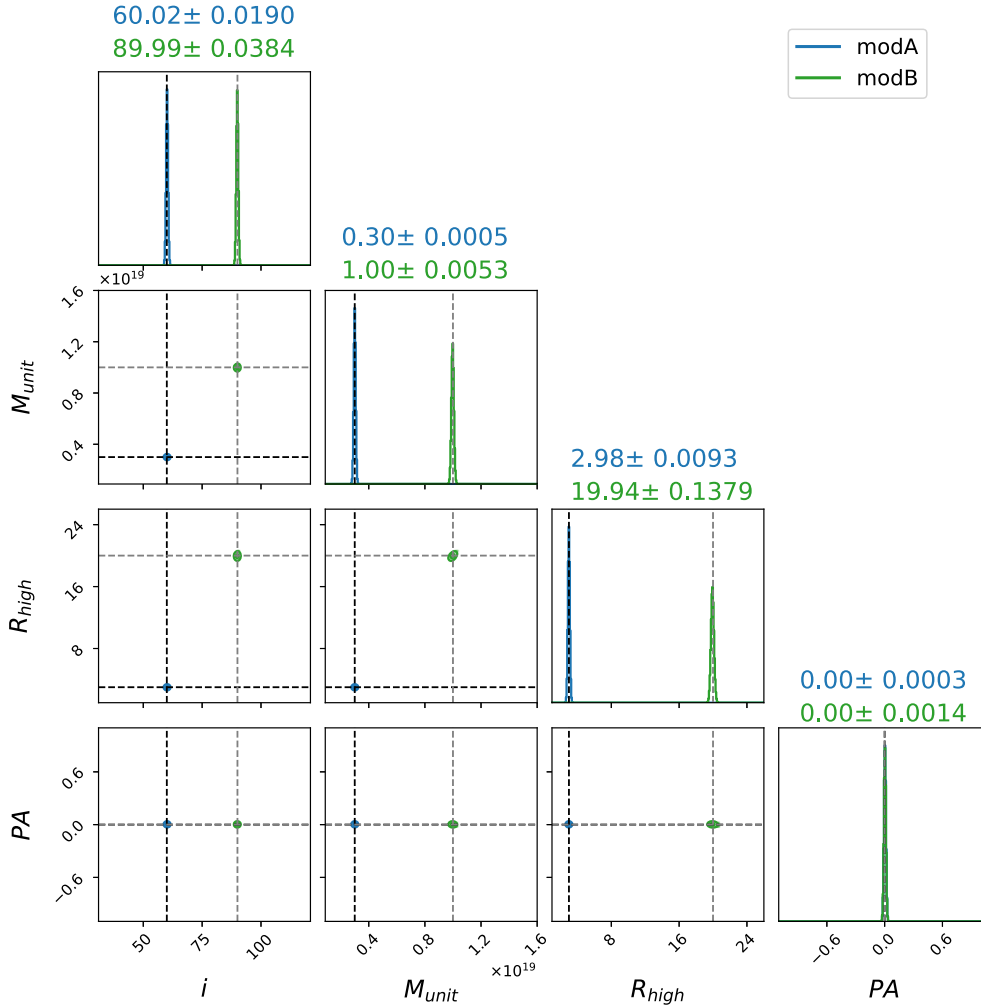 60.02± 0.0190
89.99± 0.0384
modA
modB
0.30± 0.0005
1.00± 0.0053
×10¹⁹
1.6
1.2
0.8
0.4
M_unit
2.98± 0.0093
19.94± 0.1379
24
16
8
R_high
0.00± 0.0003
0.00± 0.0014
0.6
0.0
−0.6
PA
50 75 100
0.4 0.8 1.2 1.6
×10¹⁹
8 16 24
−0.6 0.0 0.6
i M_unit R_high PA